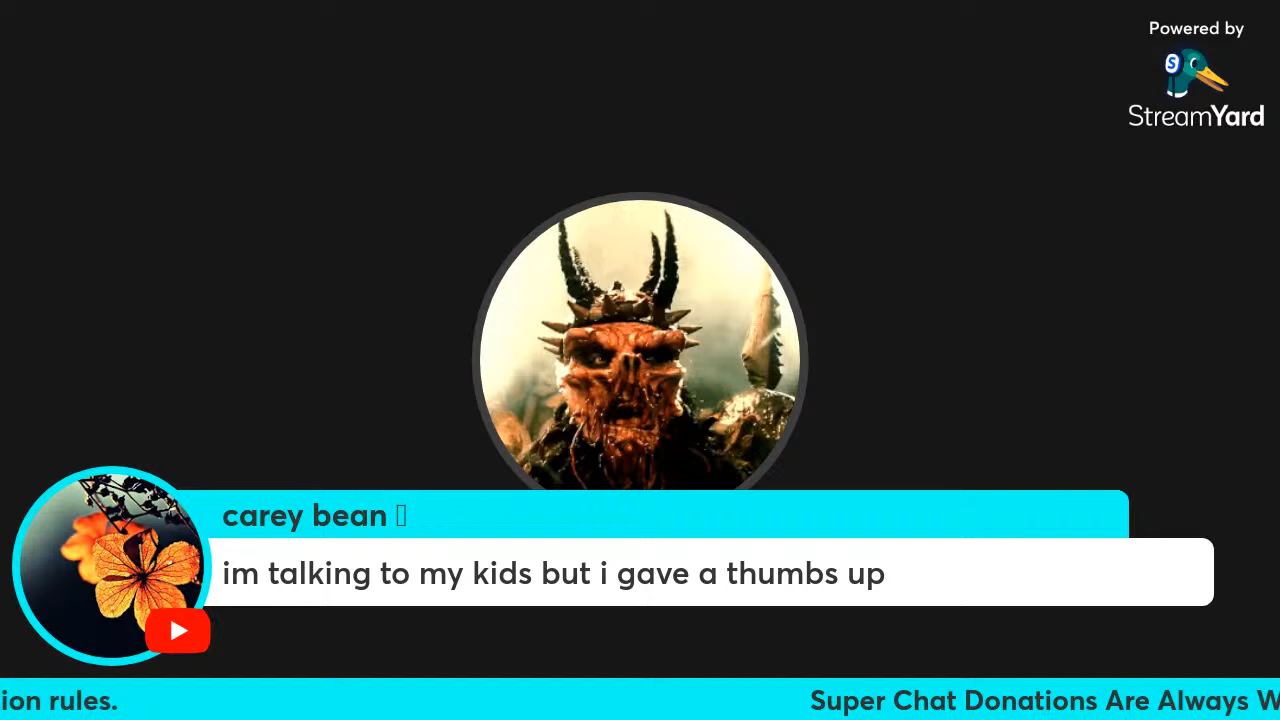 Powered by
S
StreamYard
carey bean
im talking to my kids but i gave a thumbs up
ion rules.
Super Chat Donations Are Always W